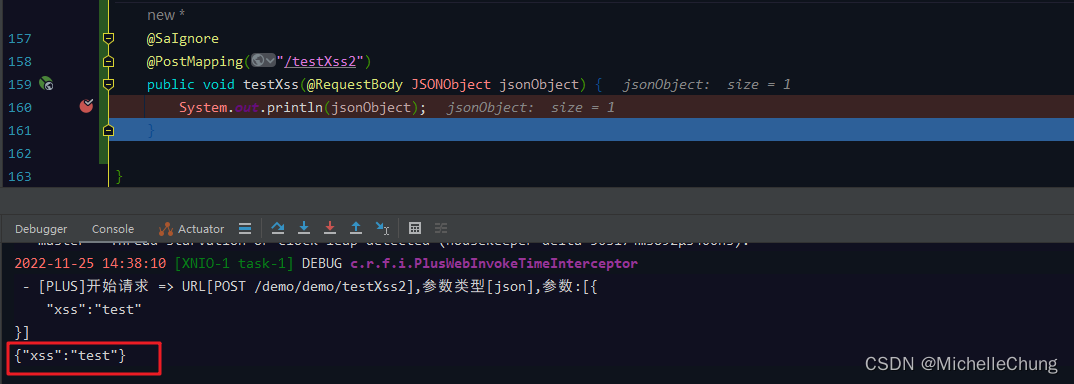 new *
157 @SaIgnore
158 @PostMapping("/testXss2")
159 public void testXss(@RequestBody JSONObject jsonObject) { jsonObject: size = 1
160 System.out.println(jsonObject); jsonObject: size = 1
161 }
162
163 }
Debugger Console Actuator
2022-11-25 14:38:10 [XNIO-1 task-1] DEBUG c.r.f.i.PlusWebInvokeTimeInterceptor
- [PLUS]开始请求 => URL[POST /demo/demo/testXss2],参数类型[json],参数:[{
"xss":"test"
}]
{"xss":"test"}
CSDN @MichelleChung